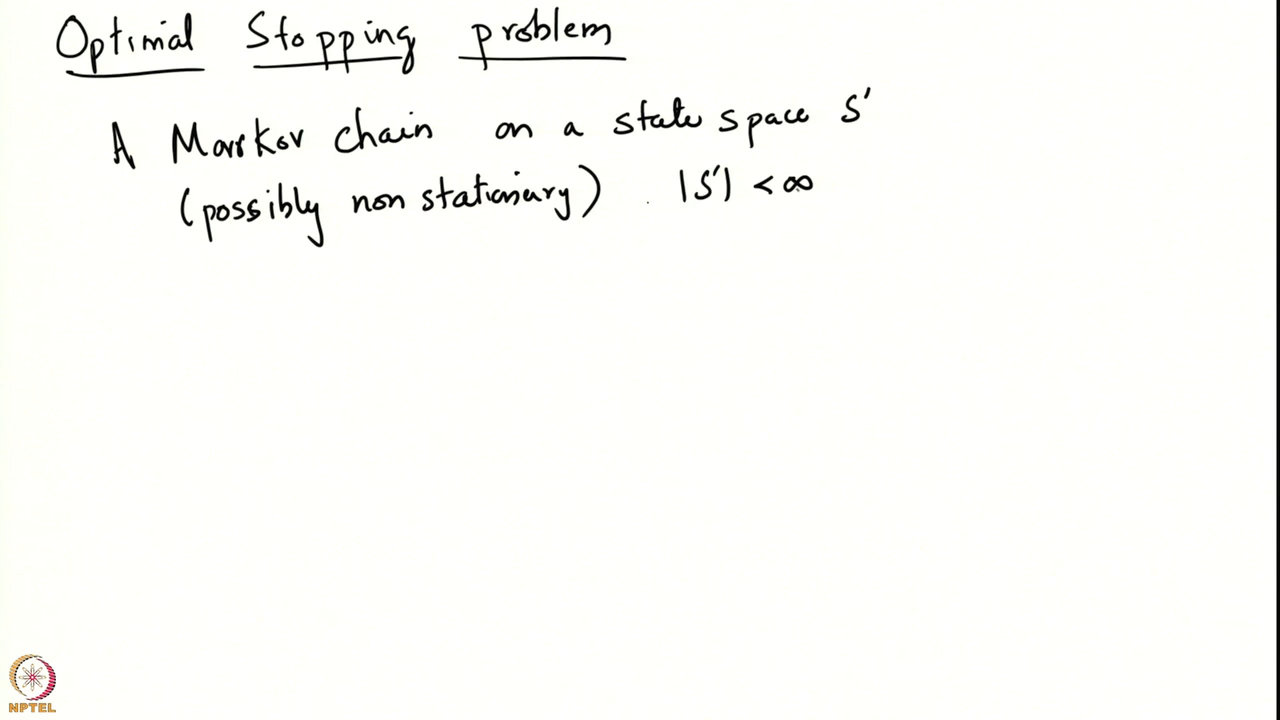 Optimal Stopping problem
A Markov chain on a state space S'
(possibly non stationary) |S'| < ∞
NPTEL